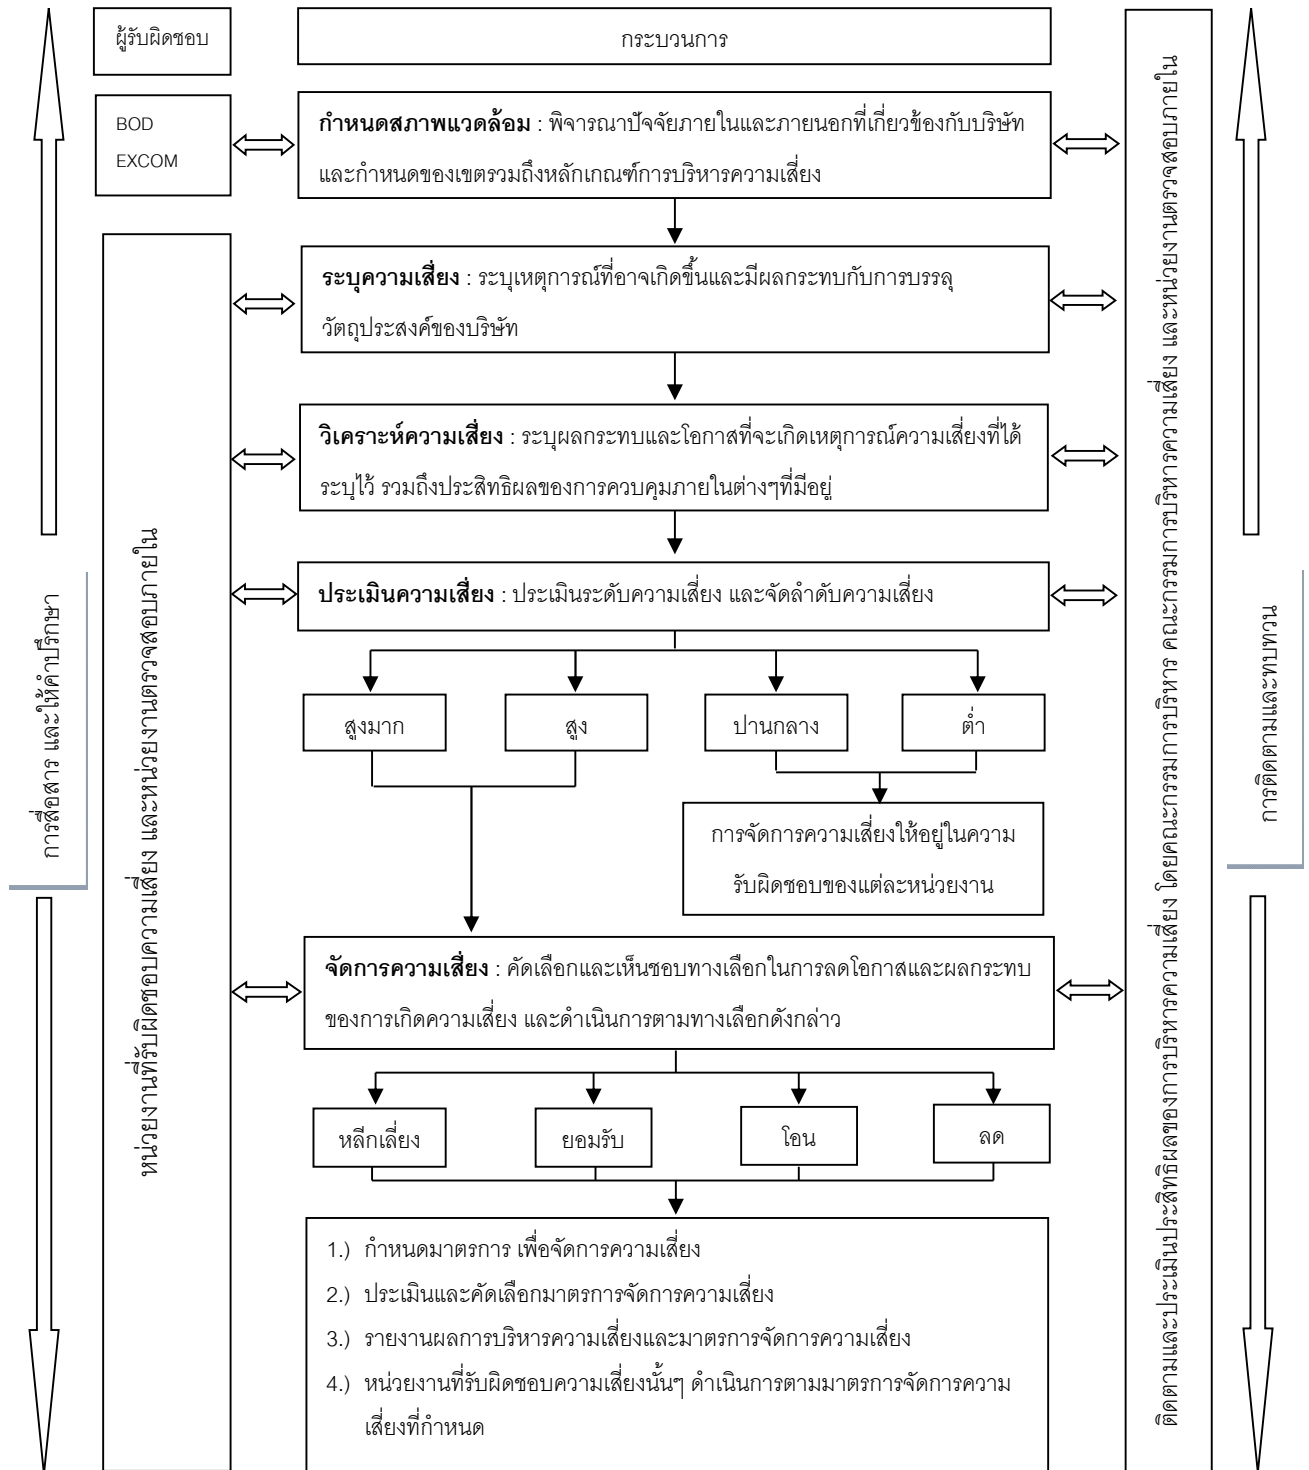 ผู้รับผิดชอบ
กระบวนการ
BOD
EXCOM
กำหนดสภาพแวดล้อม : พิจารณาปัจจัยภายในและภายนอกที่เกี่ยวข้องกับบริษัท
และกำหนดของเขตรวมถึงหลักเกณฑ์การบริหารความเสี่ยง
ระบุความเสี่ยง : ระบุเหตุการณ์ที่อาจเกิดขึ้นและมีผลกระทบกับการบรรลุ
วัตถุประสงค์ของบริษัท
วิเคราะห์ความเสี่ยง : ระบุผลกระทบและโอกาสที่จะเกิดเหตุการณ์ความเสี่ยงที่ได้
ระบุไว้ รวมถึงประสิทธิผลของการควบคุมภายในต่างๆที่มีอยู่
ประเมินความเสี่ยง : ประเมินระดับความเสี่ยง และจัดลำดับความเสี่ยง
สูงมาก
สูง
ปานกลาง
ต่ำ
การจัดการความเสี่ยงให้อยู่ในความ
รับผิดชอบของแต่ละหน่วยงาน
จัดการความเสี่ยง : คัดเลือกและเห็นชอบทางเลือกในการลดโอกาสและผลกระทบ
ของการเกิดความเสี่ยง และดำเนินการตามทางเลือกดังกล่าว
หลีกเลี่ยง
ยอมรับ
โอน
ลด
1.) กำหนดมาตรการ เพื่อจัดการความเสี่ยง
2.) ประเมินและคัดเลือกมาตรการจัดการความเสี่ยง
3.) รายงานผลการบริหารความเสี่ยงและมาตรการจัดการความเสี่ยง
4.) หน่วยงานที่รับผิดชอบความเสี่ยงนั้นๆ ดำเนินการตามมาตรการจัดการความ
เสี่ยงที่กำหนด
การสื่อสาร และให้คำปรึกษา
หน่วยงานที่รับผิดชอบความเสี่ยง และหน่วยงานตรวจสอบภายใน
ติดตามและประเมินประสิทธิผลของการบริหารความเสี่ยง โดยคณะกรรมการบริหาร คณะกรรมการบริหารความเสี่ยง และหน่วยงานตรวจสอบภายใน
การติดตามและทบทวน